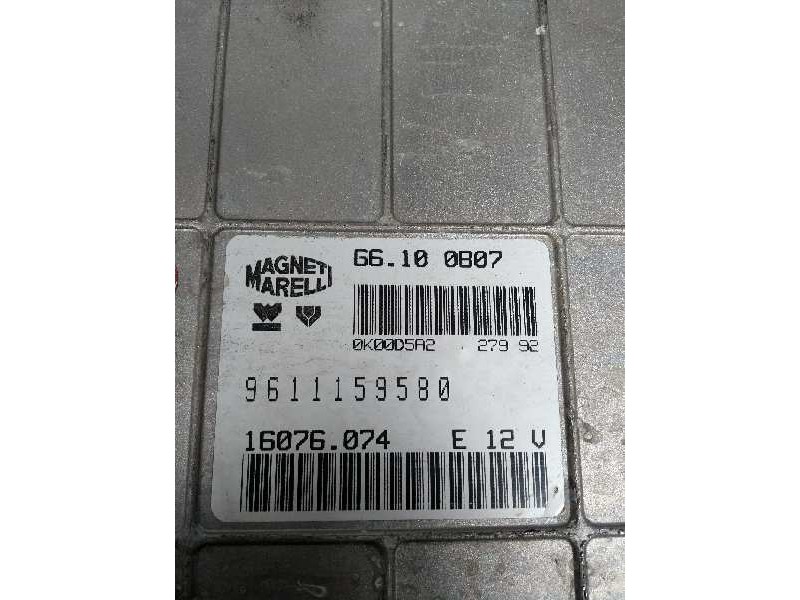 MAGNETI
MARELLI
G6.10 0B07
0K00D5A2 279 92
9611159580
16076.074 E 12 V